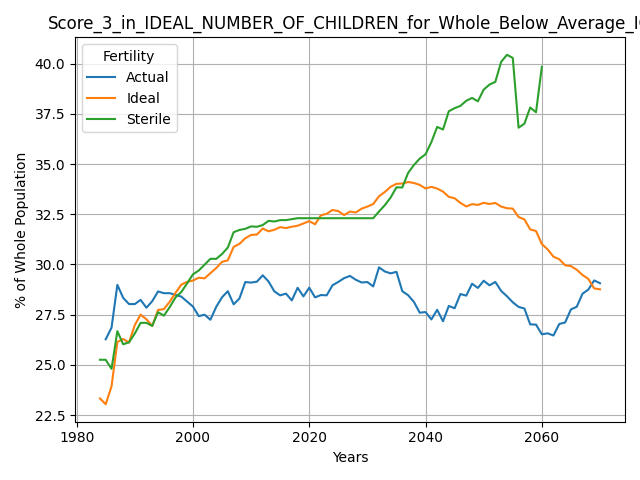 Score_3_in_IDEAL_NUMBER_OF_CHILDREN_for_Whole_Below_Average_I
Fertility
Actual
Ideal
Sterile
% of Whole Population
40.0
37.5
35.0
32.5
30.0
27.5
25.0
22.5
1980
2000
2020
2040
2060
Years